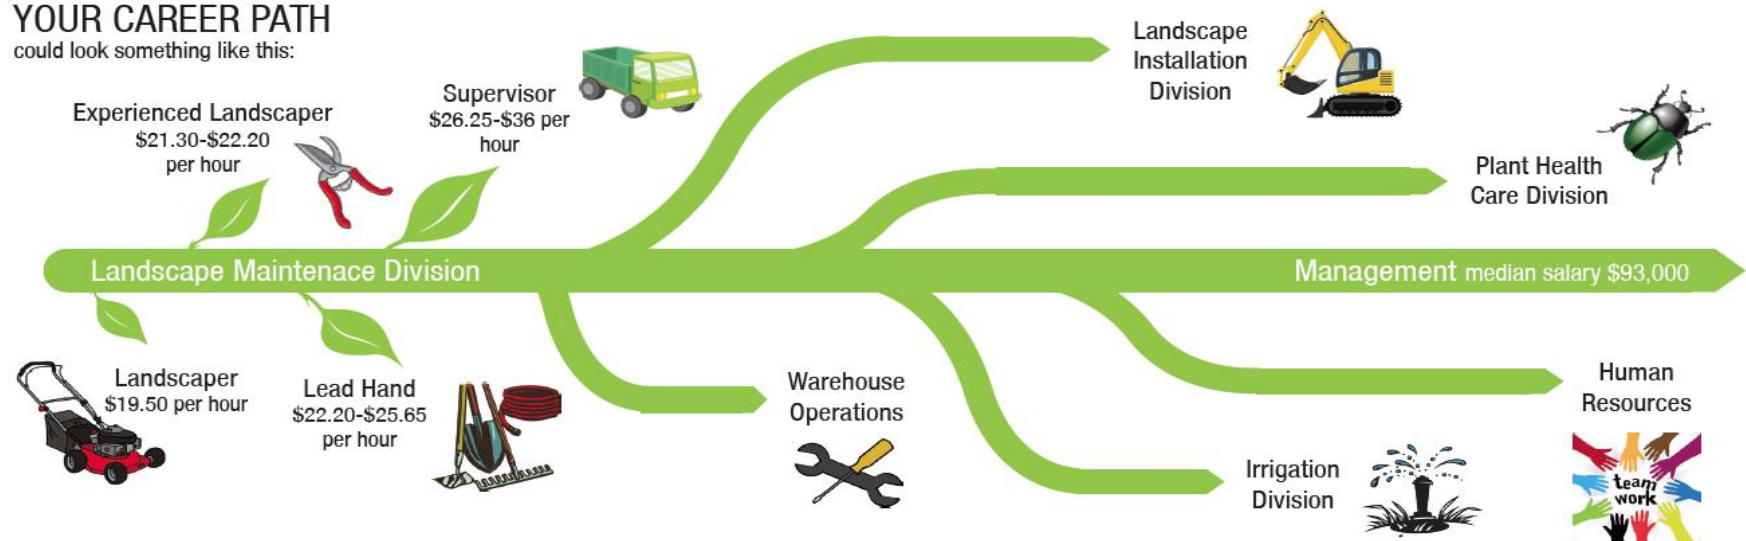 YOUR CAREER PATH
could look something like this:
Experienced Landscaper
$21.30-$22.20
per hour
Supervisor
$26.25-$36 per
hour
Landscape
Installation
Division
Plant Health
Care Division
Landscape Maintenace Division
Management median salary $93,000
Landscaper
$19.50 per hour
Lead Hand
$22.20-$25.65
per hour
Warehouse
Operations
Irrigation
Division
Human
Resources
team
work